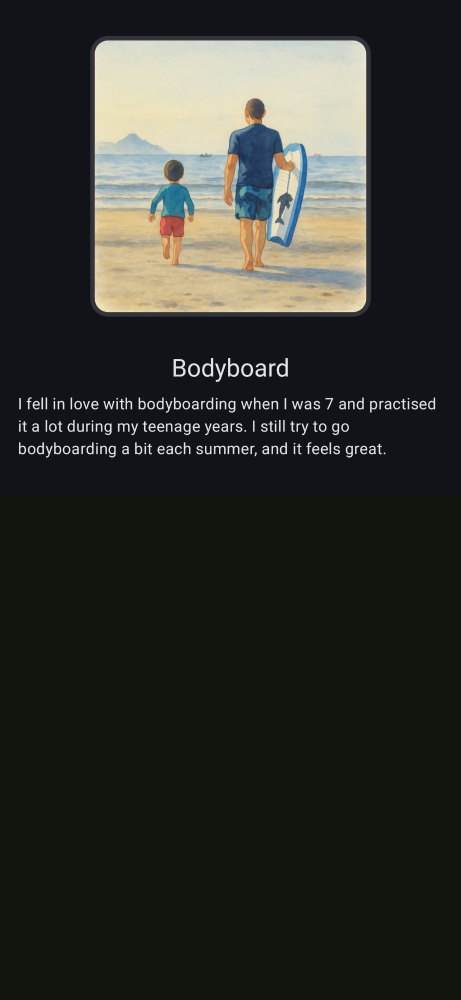 Bodyboard
I fell in love with bodyboarding when I was 7 and practised
it a lot during my teenage years. I still try to go
bodyboarding a bit each summer, and it feels great.